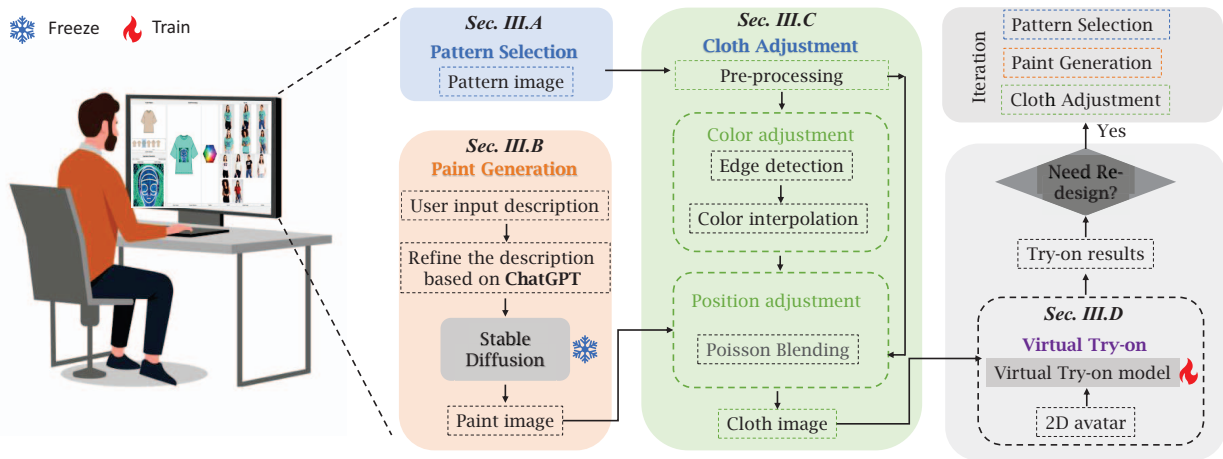 Freeze
Train
Sec. III.A
Pattern Selection
Pattern image
Sec. III.B
Paint Generation
User input description
Refine the description
based on ChatGPT
Stable
Diffusion
Paint image
Sec. III.C
Cloth Adjustment
Pre-processing
Color adjustment
Edge detection
Color interpolation
Position adjustment
Poisson Blending
Cloth image
Iteration
Pattern Selection
Paint Generation
Cloth Adjustment
Yes
Need Re-
design?
Try-on results
Sec. III.D
Virtual Try-on
Virtual Try-on model
2D avatar